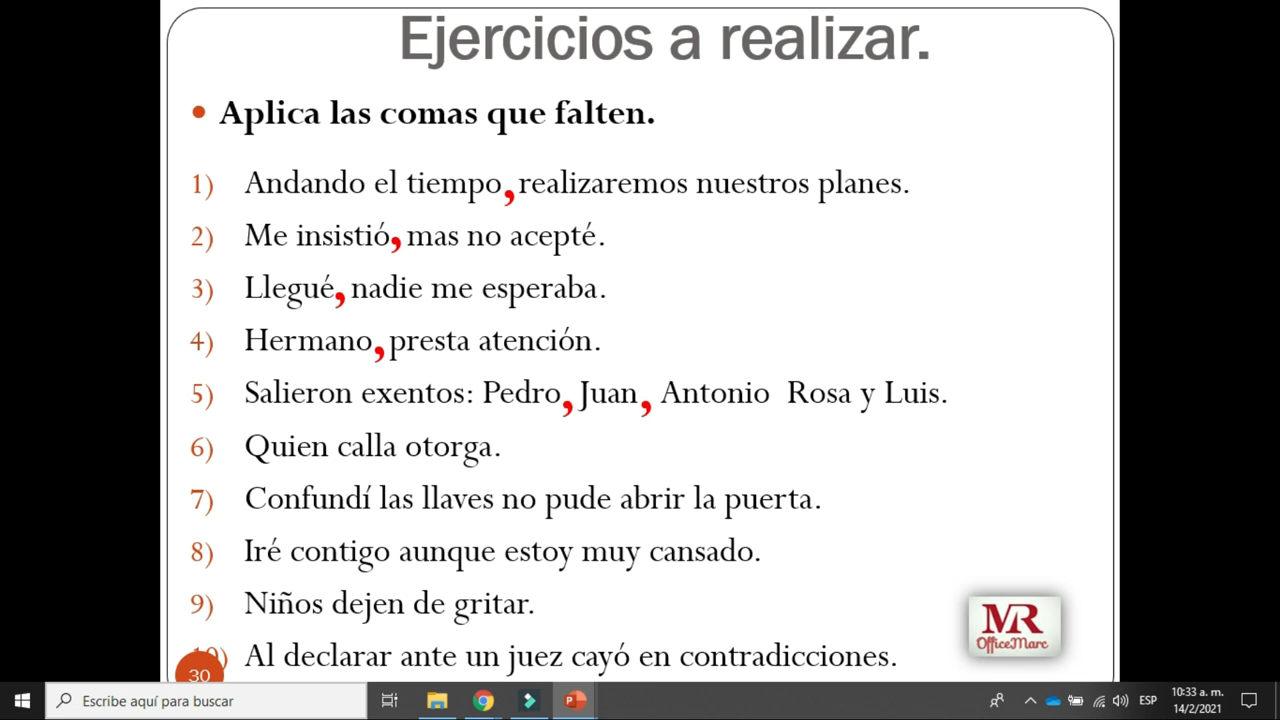 Ejercicios a realizar.
• Aplica las comas que falten.
1) Andando el tiempo, realizaremos nuestros planes.
2) Me insistió, mas no acepté.
3) Llegué, nadie me esperaba.
4) Hermano, presta atención.
5) Salieron exentos: Pedro, Juan, Antonio Rosa y Luis.
6) Quien calla otorga.
7) Confundí las llaves no pude abrir la puerta.
8) Iré contigo aunque estoy muy cansado.
9) Niños dejen de gritar.
10) Al declarar ante un juez cayó en contradicciones.
30
MR
OfficeMarc
Escribe aquí para buscar
ESP
10:33 a. m.
14/2/2021